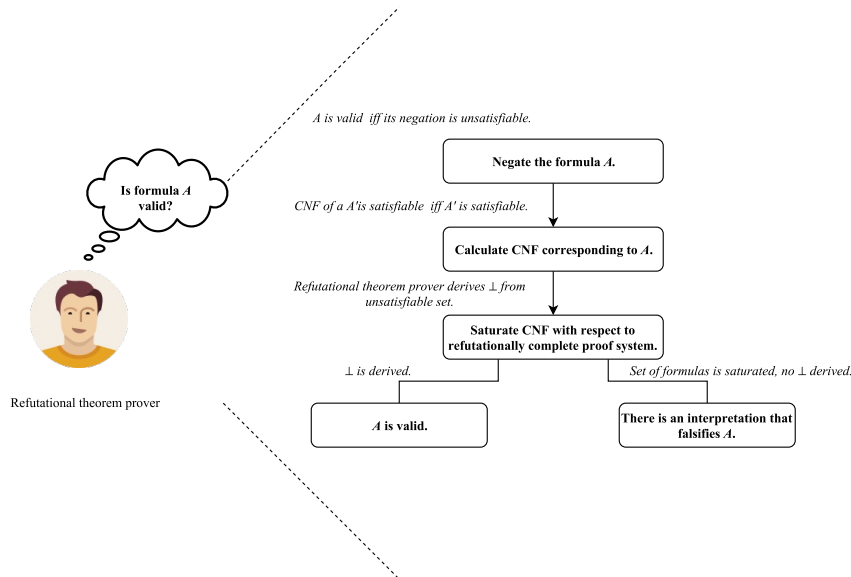 A is valid iff its negation is unsatisfiable.
Negate the formula A.
Is formula A
valid?
CNF of a A'is satisfiable iff A' is satisfiable.
Calculate CNF corresponding to A.
Refutational theorem prover derives ⊥ from
unsatisfiable set.
Saturate CNF with respect to
refutationally complete proof system.
⊥ is derived.
Set of formulas is saturated, no ⊥ derived.
Refutational theorem prover
A is valid.
There is an interpretation that
falsifies A.